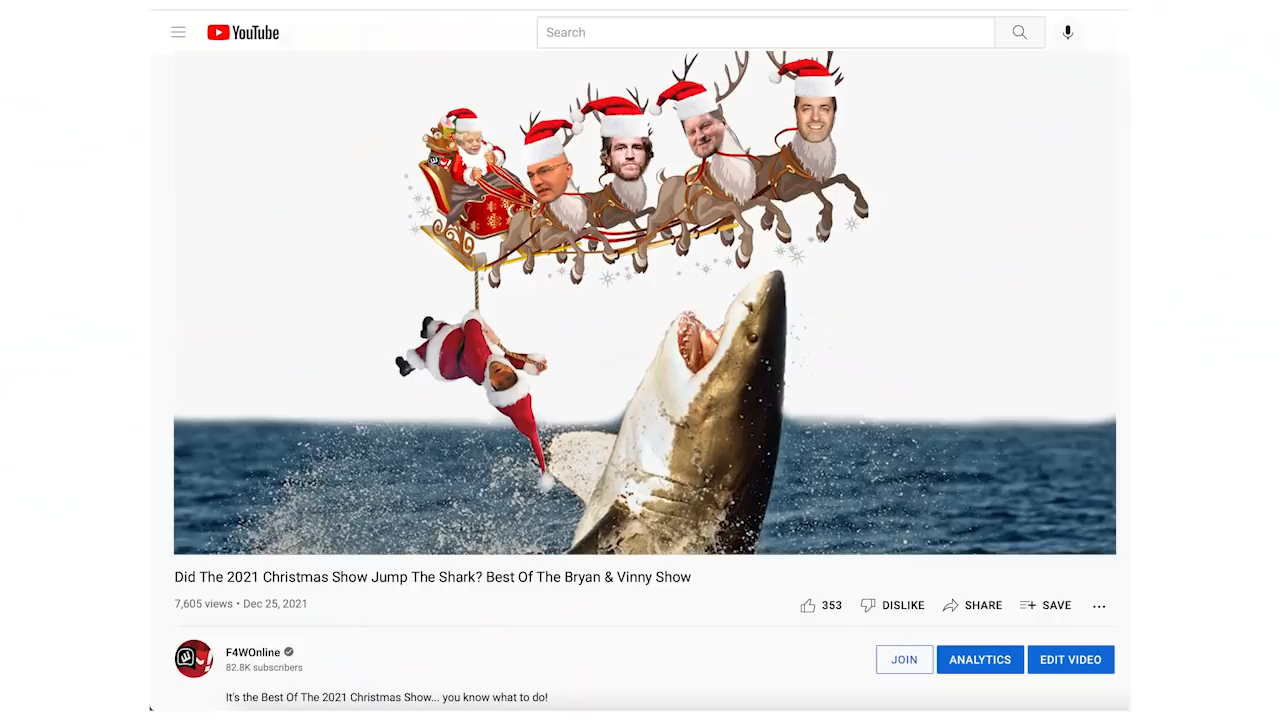 YouTube
Search
Did The 2021 Christmas Show Jump The Shark? Best Of The Bryan & Vinny Show
7,605 views • Dec 25, 2021
353
DISLIKE
SHARE
SAVE
F4WOnline
82.8K subscribers
JOIN
ANALYTICS
EDIT VIDEO
It's the Best Of The 2021 Christmas Show... you know what to do!